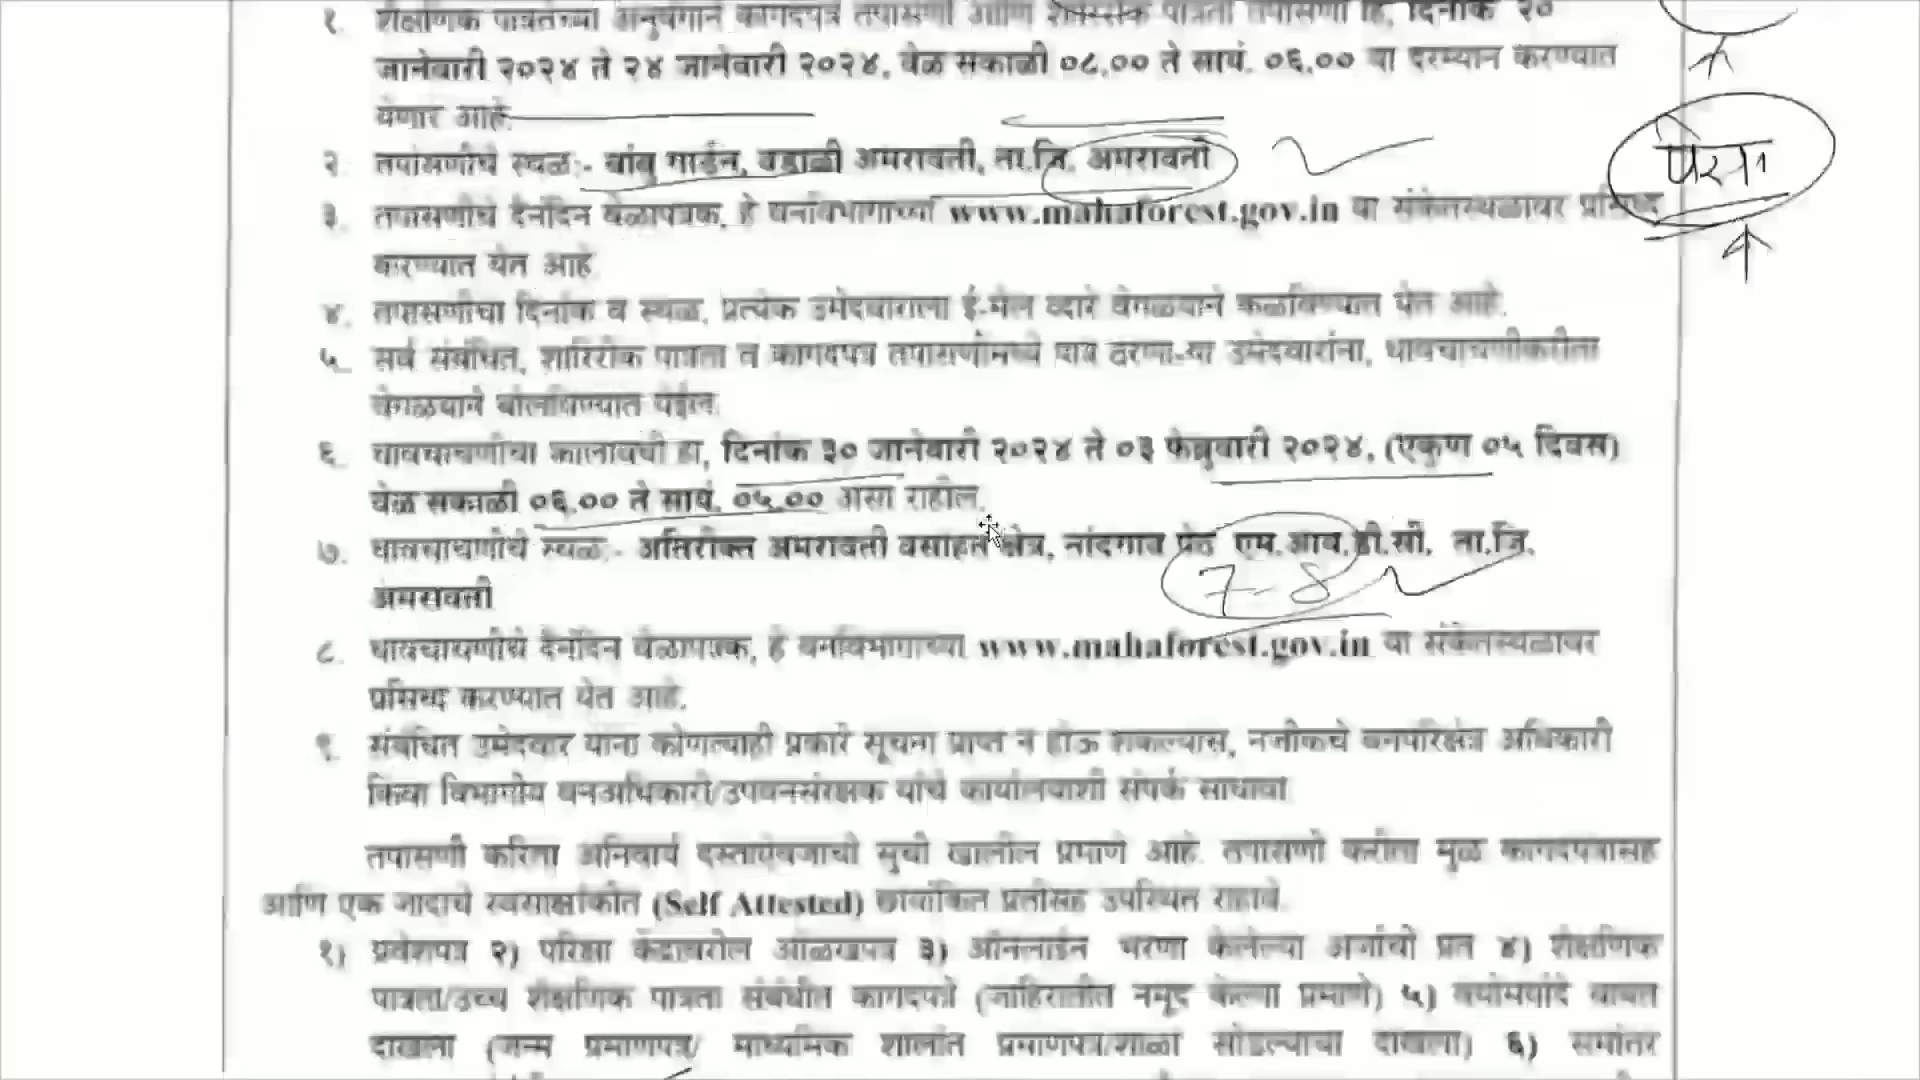 १. शैक्षणिक पात्रतेच्या अनुषंगाने कागदपत्रे तपासणी आणि शारिरीक पात्रता तपासणी हि, दिनांक २०
जानेवारी २०२४ ते २४ जानेवारी २०२४, वेळ सकाळी ०८.०० ते सायं. ०६.०० या दरम्यान करण्यात
येणार आहे.
२. तपासणीचे स्थळ:- बांबु गार्डन, वडाळी अमरावती, ता.जि. अमरावती
पेसा
३. तपासणीचे दैनंदिन वेळापत्रक, हे वनविभागाच्या www.mahaforest.gov.in या संकेतस्थळावर प्रसिध्द
करण्यात येत आहे.
४. तपासणीचा दिनांक व स्थळ, प्रत्येक उमेदवाराला ई-मेल व्दारे वेगळयाने कळविण्यात येत आहे.
५. सर्व संबंधित, शारिरीक पात्रता व कागदपत्र तपासणीमध्ये पात्र ठरणा-या उमेदवारांना, धावचाचणीकरीता
वेगळयाने बोलविण्यात येईल.
६. धावचाचणीचा कालावधी हा, दिनांक ३० जानेवारी २०२४ ते ०३ फेब्रुवारी २०२४, (एकुण ०५ दिवस)
वेळ सकाळी ०६.०० ते सायं. ०५.०० असा राहील.
७. धावचाचणीचे स्थळ:- अतिरीक्त अमरावती वसाहत क्षेत्र, नांदगाव पेठ एम.आय.डी.सी. ता.जि.
7-8
अमरावती
८. धावचाचणीचे दैनंदिन वेळापत्रक, हे वनविभागाच्या www.mahaforest.gov.in या संकेतस्थळावर
प्रसिध्द करण्यात येत आहे.
९. संबंधित उमेदवार यांना कोणत्याही प्रकारे सूचना प्राप्त न होऊ शकल्यास, नजीकचे वनपरिक्षेत्र अधिकारी
किंवा विभागीय वनअधिकारी/उपवनसंरक्षक यांचे कार्यालयाशी संपर्क साधावा
तपासणी करिता अनिवार्य दस्ताऐवजाची सुची खालील प्रमाणे आहे. तपासणी करीता मुळ कागदपत्रासह
आणि एक जादाचे स्वसाक्षांकीत (Self Attested) छायांकित प्रतीसह उपस्थित राहावे.
१) प्रवेशपत्र २) परिक्षा केंद्रावरील ओळखपत्र ३) ऑनलाईन भरणा केलेल्या अर्जाची प्रत ४) शैक्षणिक
पात्रता/उच्च शैक्षणिक पात्रता संबंधीत कागदपत्रे (जाहिरातीत नमूद केल्या प्रमाणे) ५) वयोमर्यादे बाबत
दाखला (जन्म प्रमाणपत्र/ माध्यमिक शालांत प्रमाणपत्र/शाळा सोडल्याचा दाखला) ६) समांतर